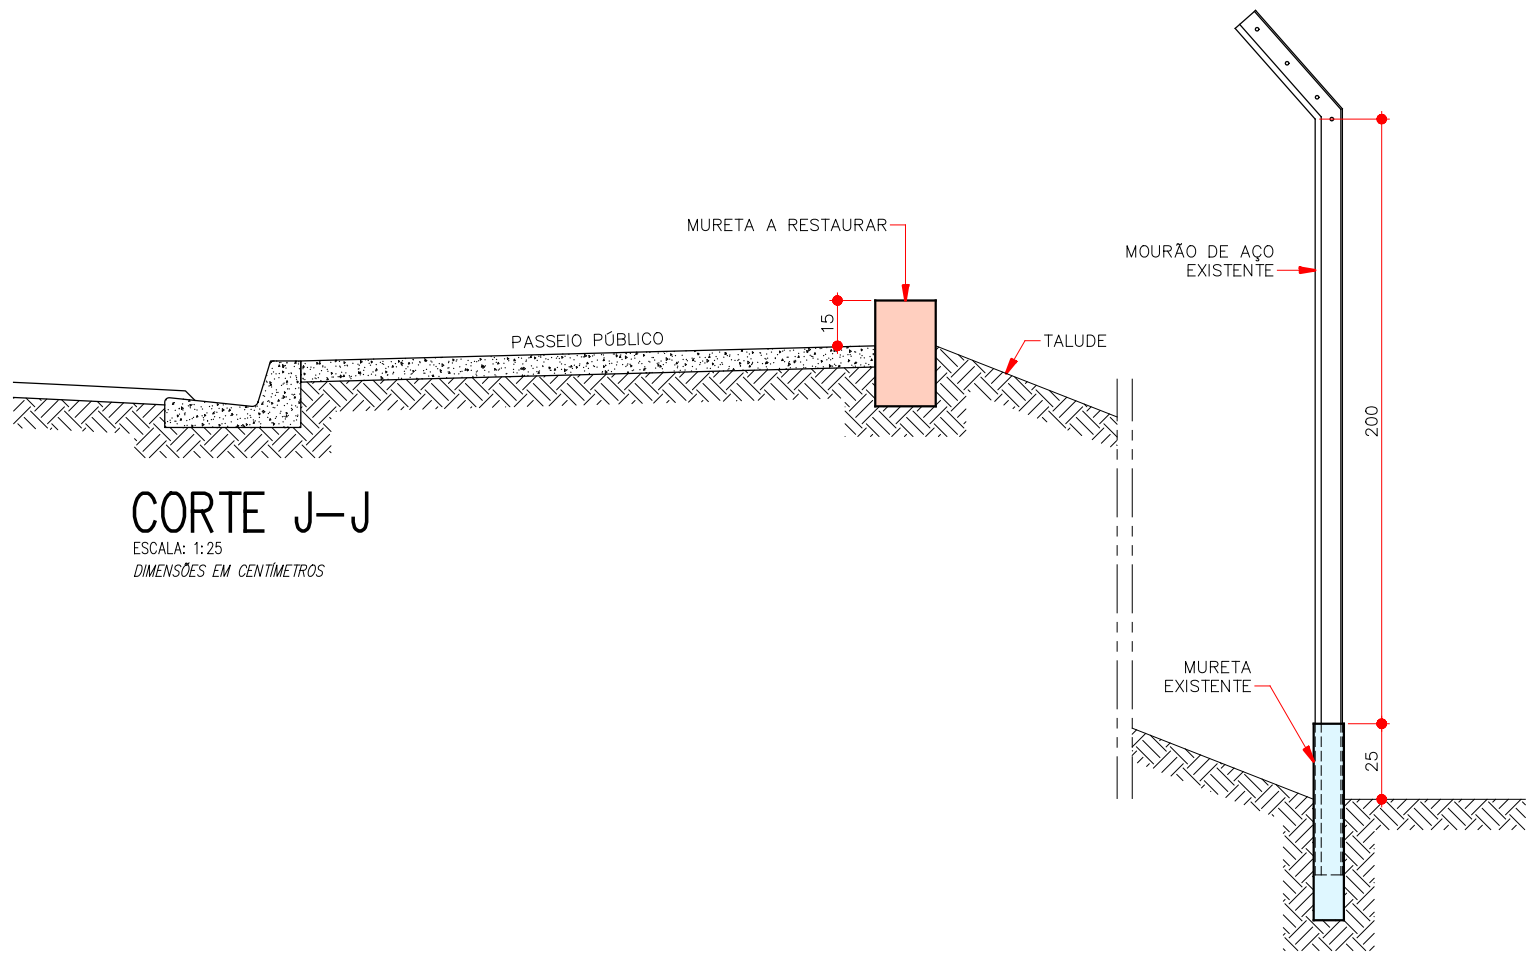 MURETA A RESTAURAR
MOURÃO DE AÇO
EXISTENTE
15
PASSEIO PÚBLICO
TALUDE
200
CORTE J-J
ESCALA: 1:25
DIMENSÕES EM CENTÍMETROS
MURETA
EXISTENTE
25